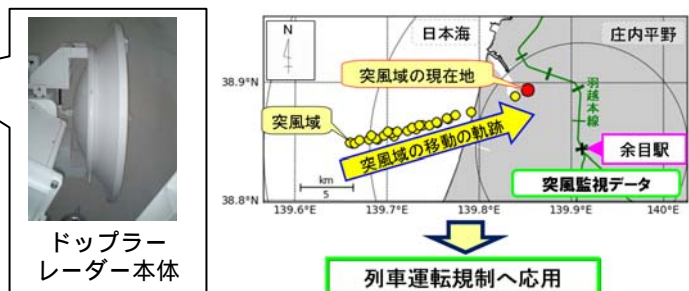 ドップラー
レーダー本体
N
日本海
庄内平野
38.9°N
突風域の現在地
羽越本線
突風域
突風域の移動の軌跡
余目駅
km
5
突風監視データ
38.8°N
139.6°E
139.7°E
139.8°E
139.9°E
140°E
列車運転規制へ応用